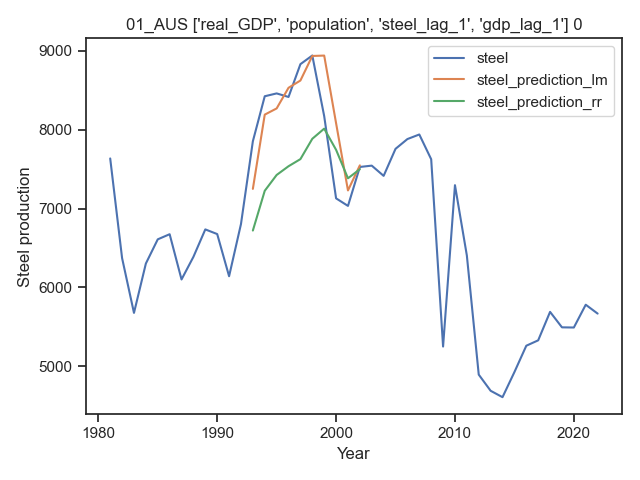 01_AUS ['real_GDP', 'population', 'steel_lag_1', 'gdp_lag_1'] 0
steel
steel_prediction_lm
steel_prediction_rr
9000
8000
7000
6000
5000
Steel production
1980
1990
2000
2010
2020
Year